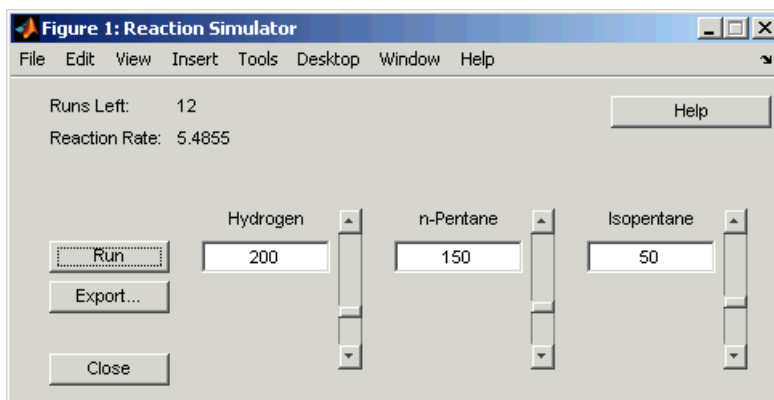 Figure 1: Reaction Simulator
File Edit View Insert Tools Desktop Window Help
Runs Left: 12
Help
Reaction Rate: 5.4855
Hydrogen n-Pentane Isopentane
Run 200 150 50
Export...
Close